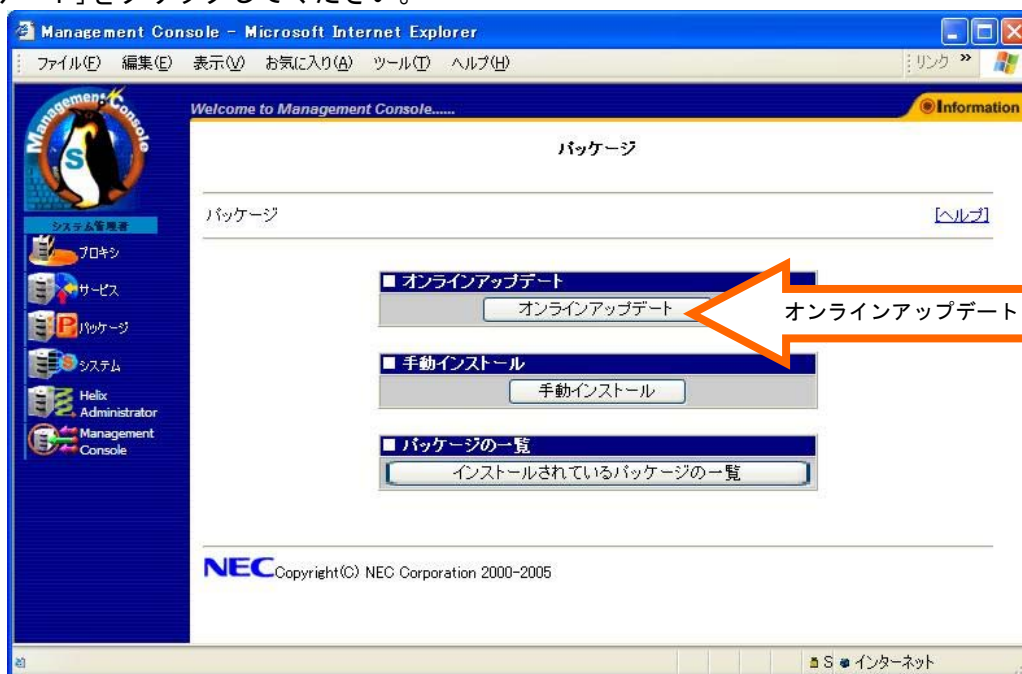 ート]をクリックしてください。
Management Console - Microsoft Internet Explorer
ファイル(F) 編集(E) 表示(V) お気に入り(A) ツール(T) ヘルプ(H) リンク »
Management Console
S
Welcome to Management Console......
Information
パッケージ
パッケージ [ヘルプ]
システム管理者
プロキシ
サービス
パッケージ
システム
Helix
Administrator
Management
Console
■ オンラインアップデート
オンラインアップデート
オンラインアップデート
■ 手動インストール
手動インストール
■ パッケージの一覧
インストールされているパッケージの一覧
NEC Copyright(C) NEC Corporation 2000-2005
S インターネット